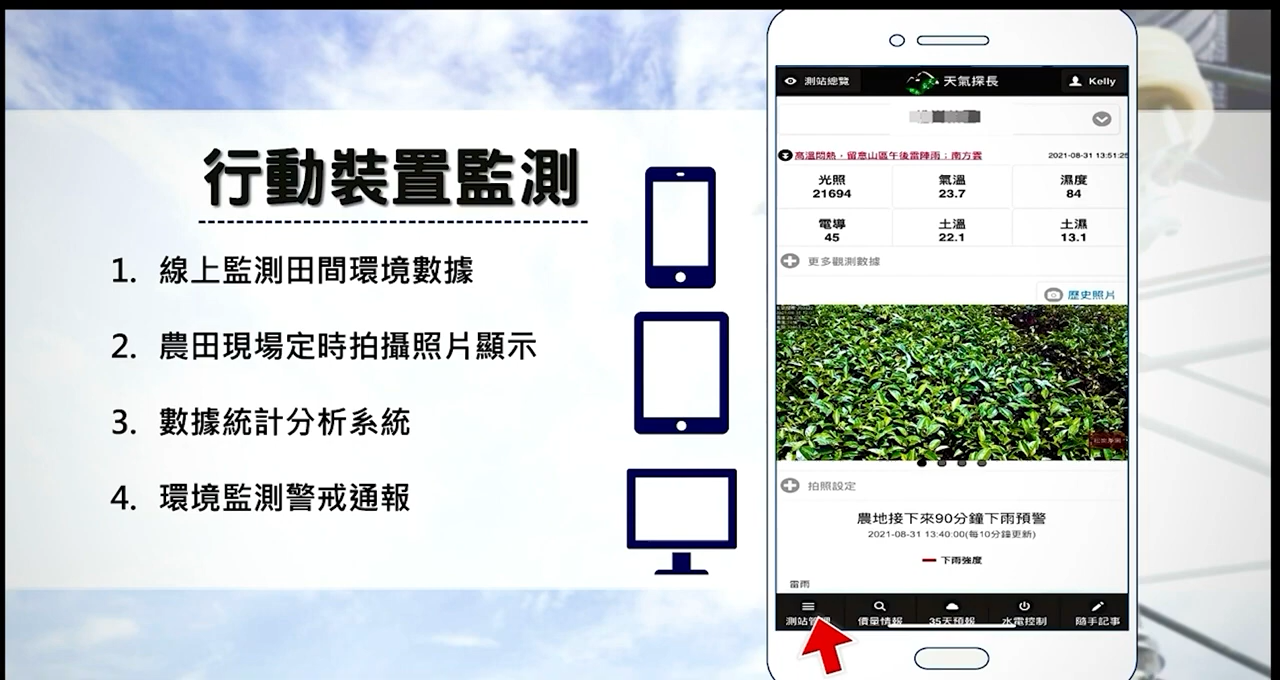 行動裝置監測
1. 線上監測田間環境數據
2. 農田現場定時拍攝照片顯示
3. 數據統計分析系統
4. 環境監測警戒通報
測站總覽 天氣探長 Kelly
高溫悶熱，留意山區午後雷陣雨；南方雲 2021-08-31 13:51:25
光照 氣溫 濕度
21694 23.7 84
電導 土溫 土濕
45 22.1 13.1
更多觀測數據
歷史照片
拍照設定
農地接下來90分鐘下雨預警
2021-08-31 13:40:00(每10分鐘更新)
下雨強度
雷雨
測站管理 價量情報 35天預報 水電控制 隨手記事